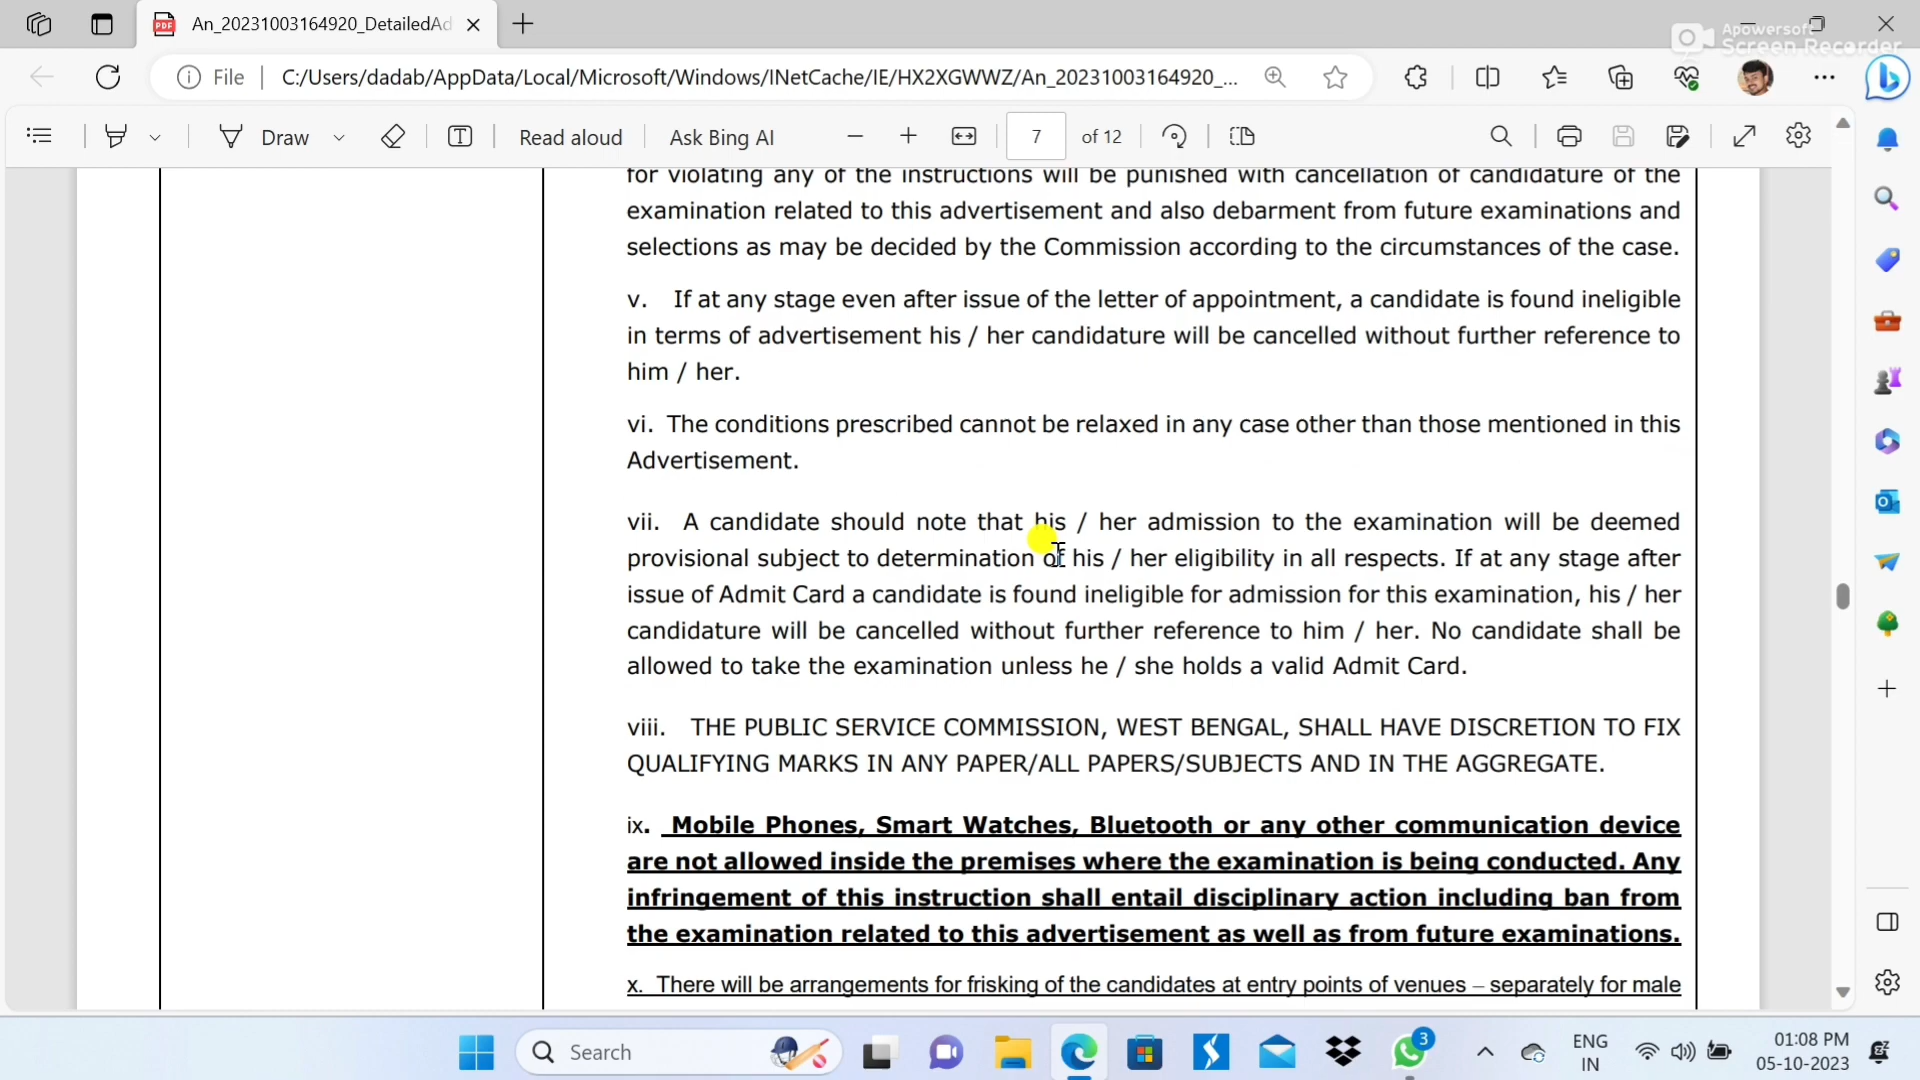 An_20231003164920_DetailedAd
Apowersoft
Screen Recorder
File
C:/Users/dadab/AppData/Local/Microsoft/Windows/INetCache/IE/HX2XGWWZ/An_20231003164920_...
Draw
Read aloud
Ask Bing AI
7
of 12
for violating any of the instructions will be punished with cancellation of candidature of the
examination related to this advertisement and also debarment from future examinations and
selections as may be decided by the Commission according to the circumstances of the case.
v. If at any stage even after issue of the letter of appointment, a candidate is found ineligible
in terms of advertisement his / her candidature will be cancelled without further reference to
him / her.
vi. The conditions prescribed cannot be relaxed in any case other than those mentioned in this
Advertisement.
vii. A candidate should note that his / her admission to the examination will be deemed
provisional subject to determination of his / her eligibility in all respects. If at any stage after
issue of Admit Card a candidate is found ineligible for admission for this examination, his / her
candidature will be cancelled without further reference to him / her. No candidate shall be
allowed to take the examination unless he / she holds a valid Admit Card.
viii. THE PUBLIC SERVICE COMMISSION, WEST BENGAL, SHALL HAVE DISCRETION TO FIX
QUALIFYING MARKS IN ANY PAPER/ALL PAPERS/SUBJECTS AND IN THE AGGREGATE.
ix. Mobile Phones, Smart Watches, Bluetooth or any other communication device
are not allowed inside the premises where the examination is being conducted. Any
infringement of this instruction shall entail disciplinary action including ban from
the examination related to this advertisement as well as from future examinations.
x. There will be arrangements for frisking of the candidates at entry points of venues – separately for male
Search
3
ENG
IN
01:08 PM
05-10-2023